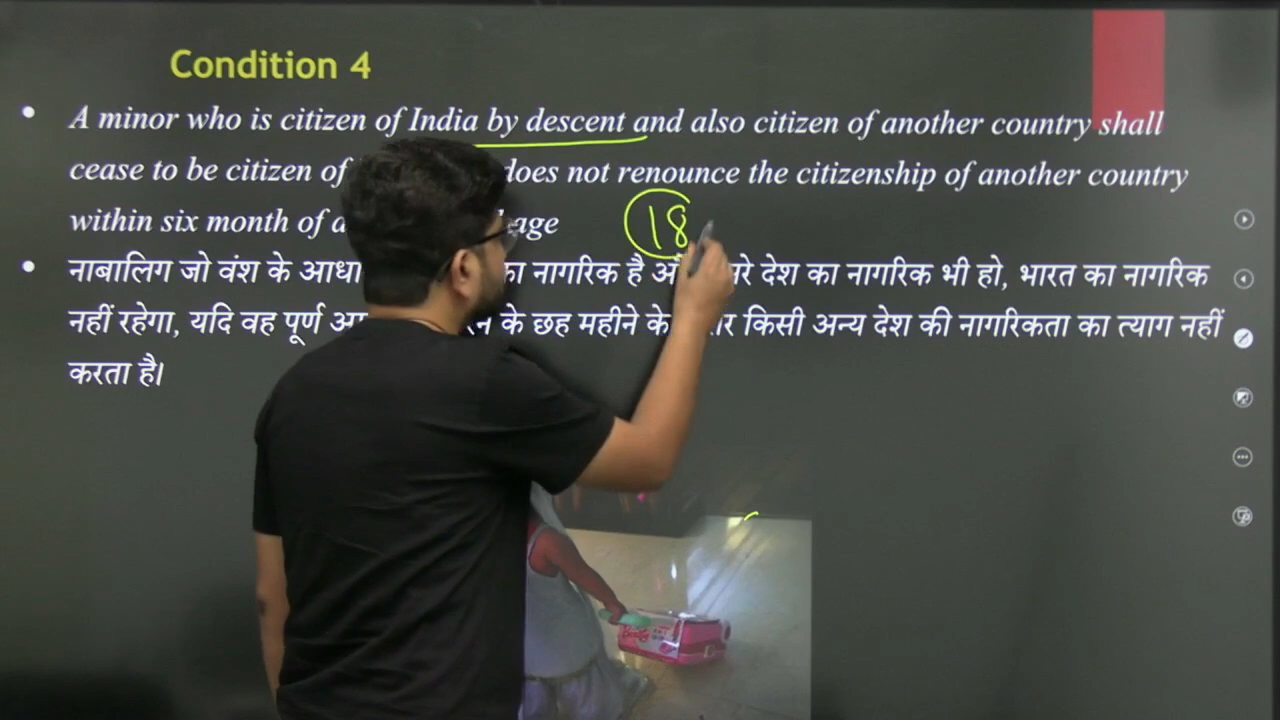 Condition 4
• A minor who is citizen of India by descent and also citizen of another country shall
cease to be citizen of does not renounce the citizenship of another country
within six month of age
18
• नाबालिग जो वंश के का नागरिक है देश का नागरिक भी हो, भारत का नागरिक
नहीं रहेगा, यदि वह पूर्ण के छह महीने के किसी अन्य देश की नागरिकता का त्याग नहीं
करता है।